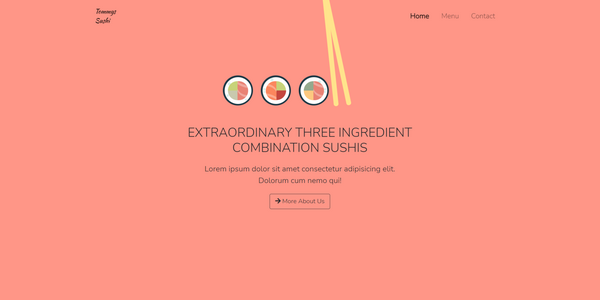 Tommys
Sushi
Home Menu Contact
EXTRAORDINARY THREE INGREDIENT
COMBINATION SUSHIS
Lorem ipsum dolor sit amet consectetur adipisicing elit.
Dolorum cum nemo qui!
More About Us